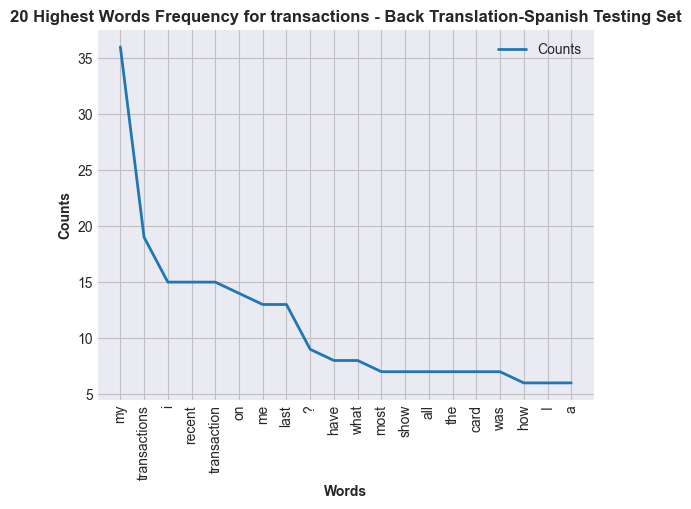 20 Highest Words Frequency for transactions - Back Translation-Spanish Testing Set
Counts
35
30
25
20
15
10
5
Counts
my
transactions
i
recent
transaction
on
me
last
?
have
what
most
show
all
the
card
was
how
I
a
Words